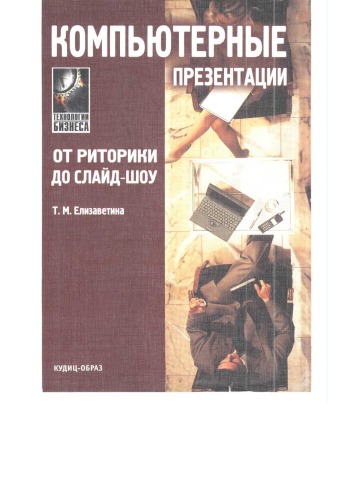 КОМПЬЮТЕРНЫЕ
ПРЕЗЕНТАЦИИ
ТЕХНОЛОГИИ
БИЗНЕСА
ОТ РИТОРИКИ
ДО СЛАЙД-ШОУ
Т. М. Елизаветина
КУДИЦ-ОБРАЗ